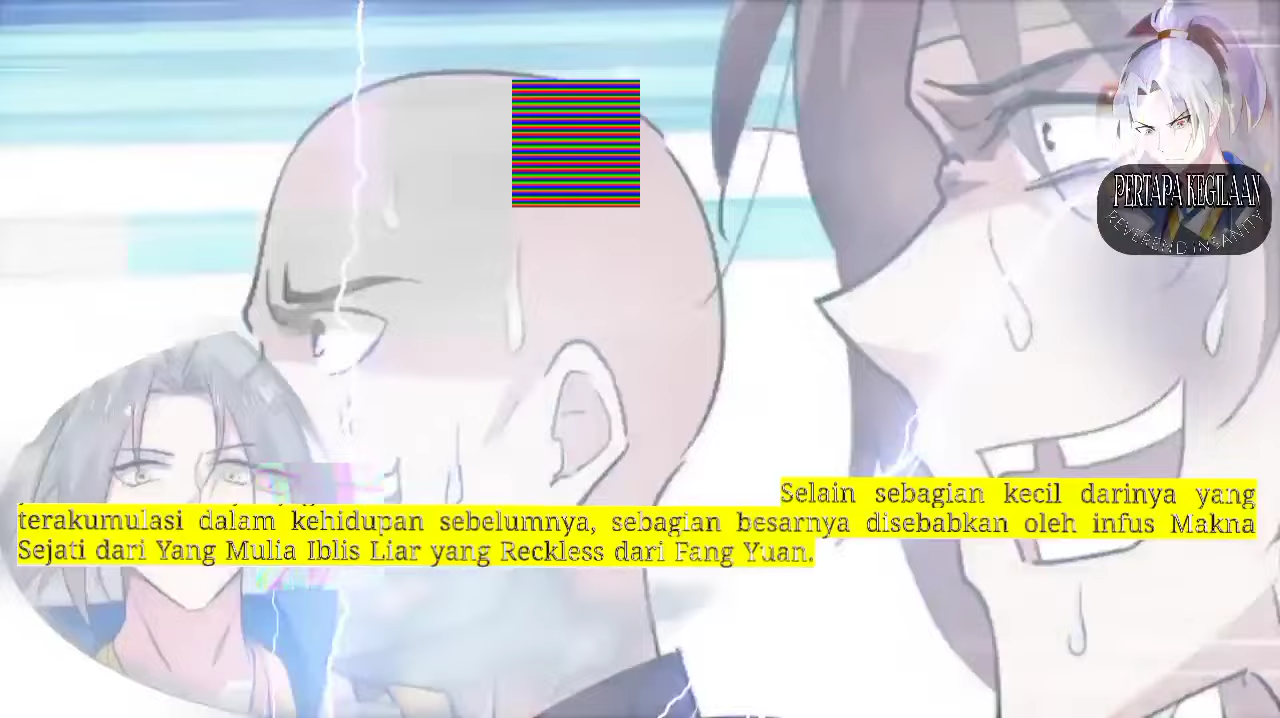 PERTAPA KEGILAAN
REVEREND INSANITY
Selain sebagian kecil darinya yang
terakumulasi dalam kehidupan sebelumnya, sebagian besarnya disebabkan oleh infus Makna
Sejati dari Yang Mulia Iblis Liar yang Reckless dari Fang Yuan.